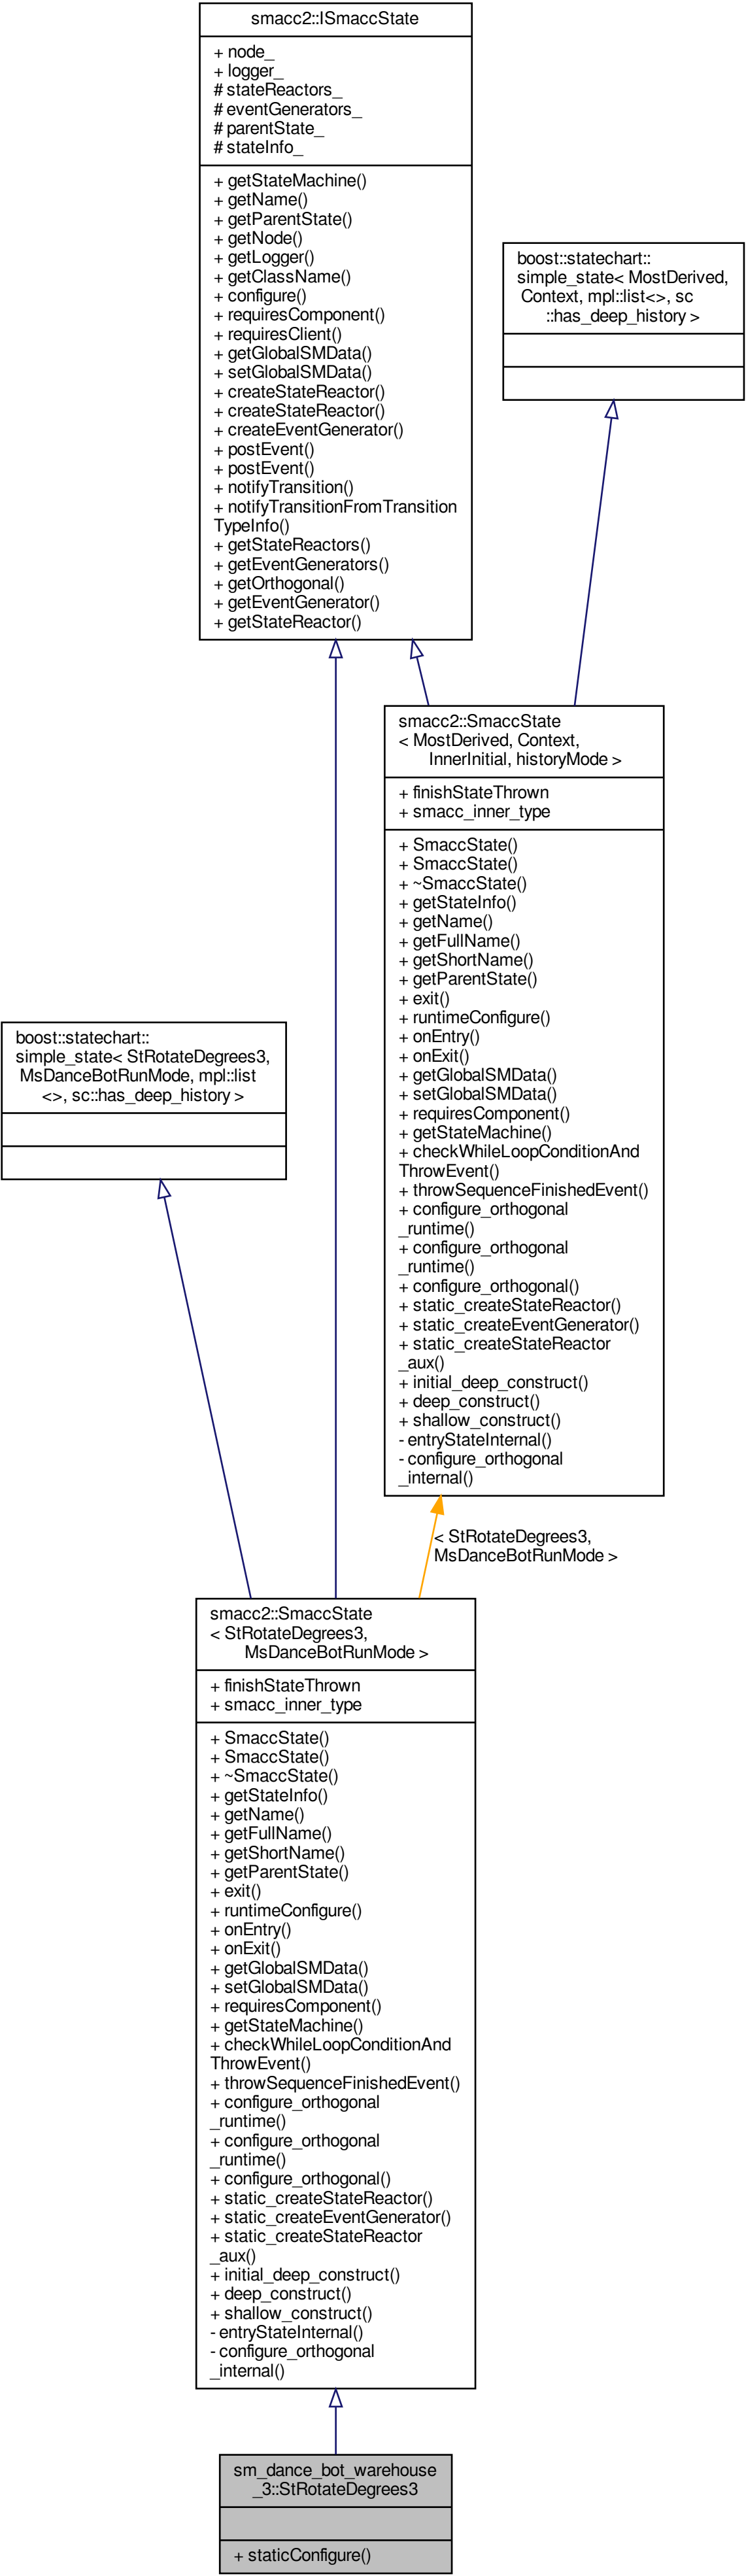 smacc2::ISmaccState
+ node_
+ logger_
# stateReactors_
# eventGenerators_
# parentState_
# stateInfo_
+ getStateMachine()
+ getName()
+ getParentState()
+ getNode()
+ getLogger()
+ getClassName()
+ configure()
+ requiresComponent()
+ requiresClient()
+ getGlobalSMData()
+ setGlobalSMData()
+ createStateReactor()
+ createStateReactor()
+ createEventGenerator()
+ postEvent()
+ postEvent()
+ notifyTransition()
+ notifyTransitionFromTransition
TypeInfo()
+ getStateReactors()
+ getEventGenerators()
+ getOrthogonal()
+ getEventGenerator()
+ getStateReactor()
boost::statechart::
simple_state< MostDerived,
Context, mpl::list<>, sc
::has_deep_history >
smacc2::SmaccState
< MostDerived, Context,
InnerInitial, historyMode >
+ finishStateThrown
+ smacc_inner_type
+ SmaccState()
+ SmaccState()
+ ~SmaccState()
+ getStateInfo()
+ getName()
+ getFullName()
+ getShortName()
+ getParentState()
+ exit()
+ runtimeConfigure()
+ onEntry()
+ onExit()
+ getGlobalSMData()
+ setGlobalSMData()
+ requiresComponent()
+ getStateMachine()
+ checkWhileLoopConditionAnd
ThrowEvent()
+ throwSequenceFinishedEvent()
+ configure_orthogonal
_runtime()
+ configure_orthogonal
_runtime()
+ configure_orthogonal()
+ static_createStateReactor()
+ static_createEventGenerator()
+ static_createStateReactor
_aux()
+ initial_deep_construct()
+ deep_construct()
+ shallow_construct()
- entryStateInternal()
- configure_orthogonal
_internal()
boost::statechart::
simple_state< StRotateDegrees3,
MsDanceBotRunMode, mpl::list
<>, sc::has_deep_history >
< StRotateDegrees3,
MsDanceBotRunMode >
smacc2::SmaccState
< StRotateDegrees3,
MsDanceBotRunMode >
+ finishStateThrown
+ smacc_inner_type
+ SmaccState()
+ SmaccState()
+ ~SmaccState()
+ getStateInfo()
+ getName()
+ getFullName()
+ getShortName()
+ getParentState()
+ exit()
+ runtimeConfigure()
+ onEntry()
+ onExit()
+ getGlobalSMData()
+ setGlobalSMData()
+ requiresComponent()
+ getStateMachine()
+ checkWhileLoopConditionAnd
ThrowEvent()
+ throwSequenceFinishedEvent()
+ configure_orthogonal
_runtime()
+ configure_orthogonal
_runtime()
+ configure_orthogonal()
+ static_createStateReactor()
+ static_createEventGenerator()
+ static_createStateReactor
_aux()
+ initial_deep_construct()
+ deep_construct()
+ shallow_construct()
- entryStateInternal()
- configure_orthogonal
_internal()
sm_dance_bot_warehouse
_3::StRotateDegrees3
+ staticConfigure()